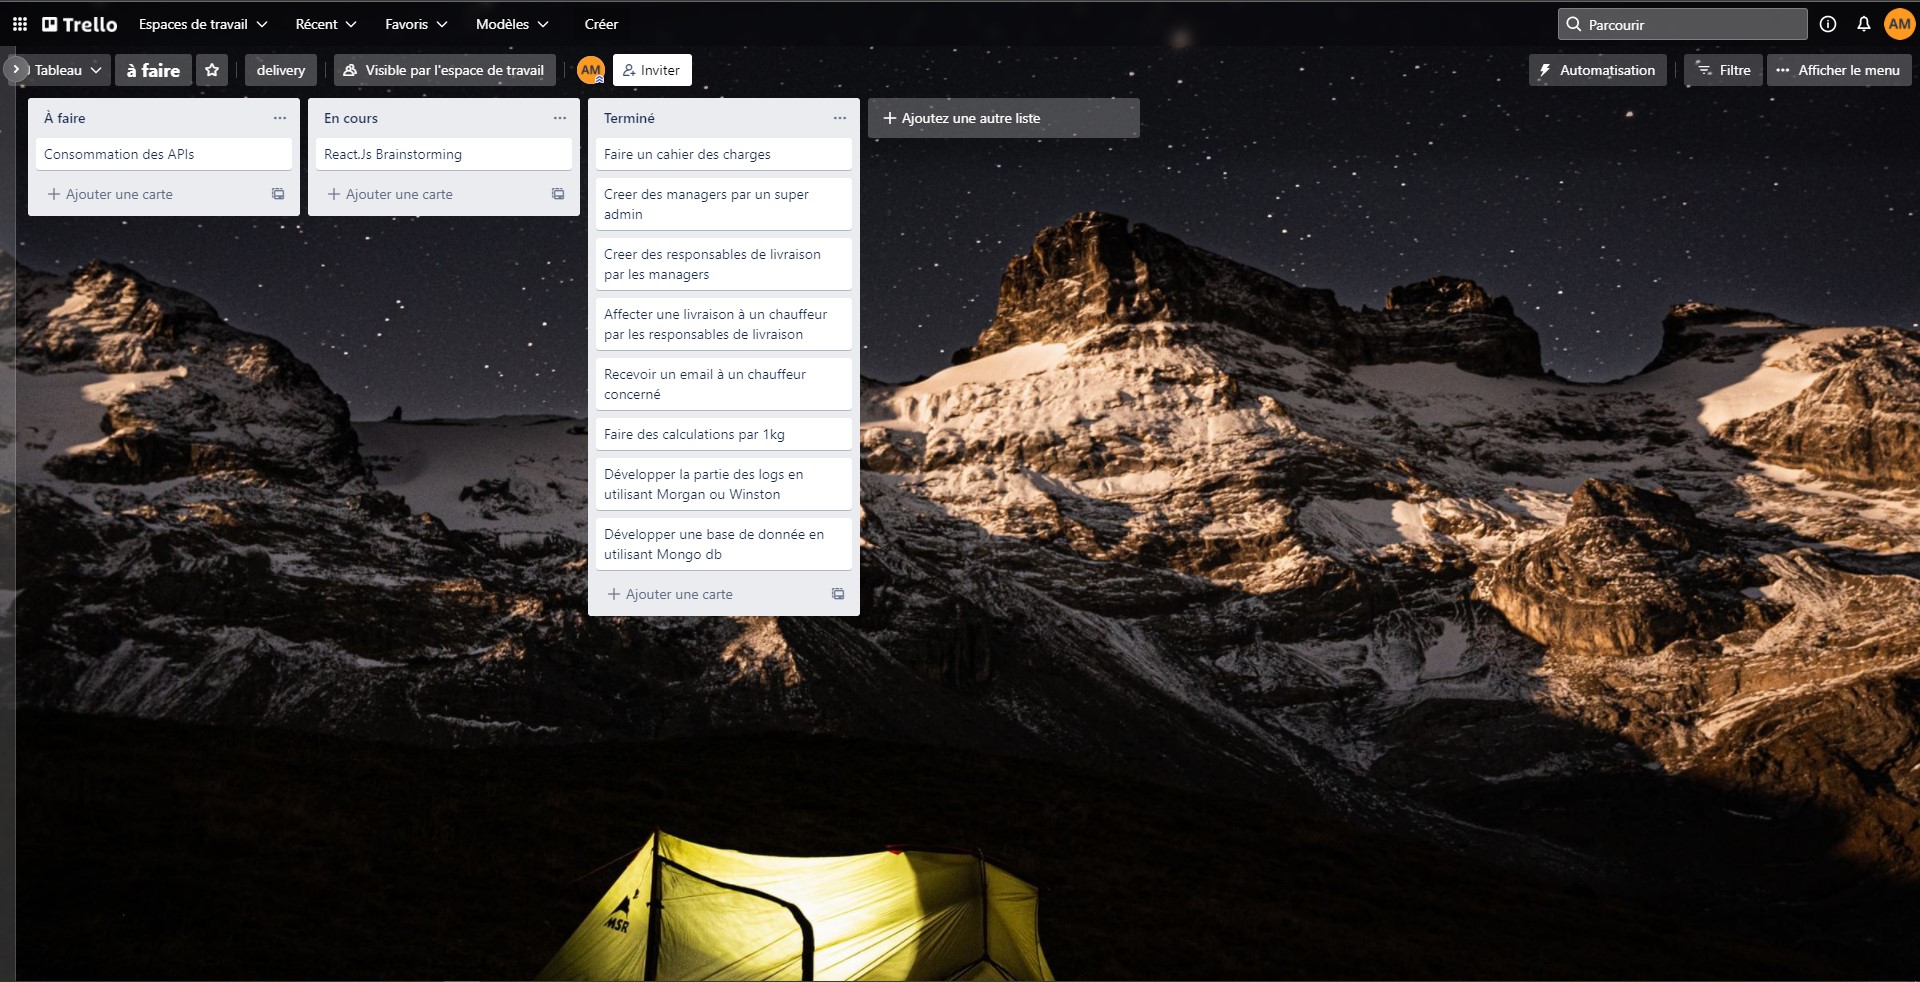 Trello Espaces de travail Récent Favoris Modèles Créer Parcourir AM
Tableau à faire delivery Visible par l'espace de travail AM Inviter Automatisation Filtre Afficher le menu
À faire
Consommation des APIs
Ajouter une carte
En cours
React.Js Brainstorming
Ajouter une carte
Terminé
Faire un cahier des charges
Creer des managers par un super
admin
Creer des responsables de livraison
par les managers
Affecter une livraison à un chauffeur
par les responsables de livraison
Recevoir un email à un chauffeur
concerné
Faire des calculations par 1kg
Développer la partie des logs en
utilisant Morgan ou Winston
Développer une base de donnée en
utilisant Mongo db
Ajouter une carte
Ajoutez une autre liste
MSR